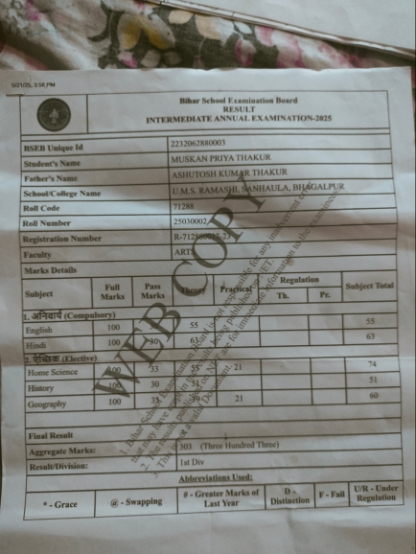 Bihar School Examination Board
RESULT
INTERMEDIATE ANNUAL EXAMINATION-2025
BSEB Unique Id 2232062880003
Student's Name MUSKAN PRIYA THAKUR
Father's Name ASHUTOSH KUMAR THAKUR
School/College Name U.M.S. RAMASHI, SANHAULA, BHAGALPUR
Roll Code 71288
Roll Number 25030002
Registration Number
Faculty ARTS
Marks Details
Subject Full Marks Pass Marks Theory Practical Regulation Th. Pr. Subject Total
1. अनिवार्य (Compulsory)
English 100 55 55
Hindi 100 30 63 63
2. ऐच्छिक (Elective)
Home Science 100 33 21 74
History 100 30 51
Geography 100 21 60
Final Result
Aggregate Marks: 303 (Three Hundred Three)
Result/Division: 1st Div
Abbreviations Used:
* - Grace @ - Swapping # - Greater Marks of Last Year D - Distinction F - Fail U/R - Under Regulation
WEB COPY